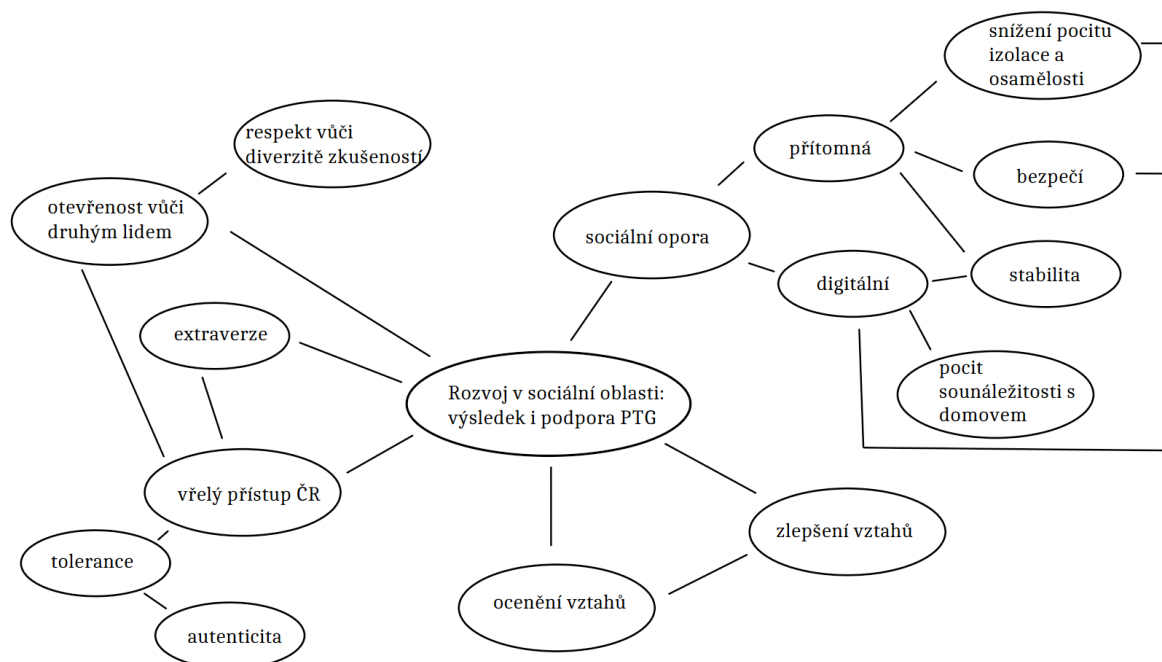 snížení pocitu
izolace a
osamělosti
respekt vůči
diverzitě zkušeností
přítomná
bezpečí
otevřenost vůči
druhým lidem
sociální opora
digitální
stabilita
extraverze
pocit
sounáležitosti s
domovem
Rozvoj v sociální oblasti:
výsledek i podpora PTG
vřelý přístup ČR
zlepšení vztahů
tolerance
ocenění vztahů
autenticita